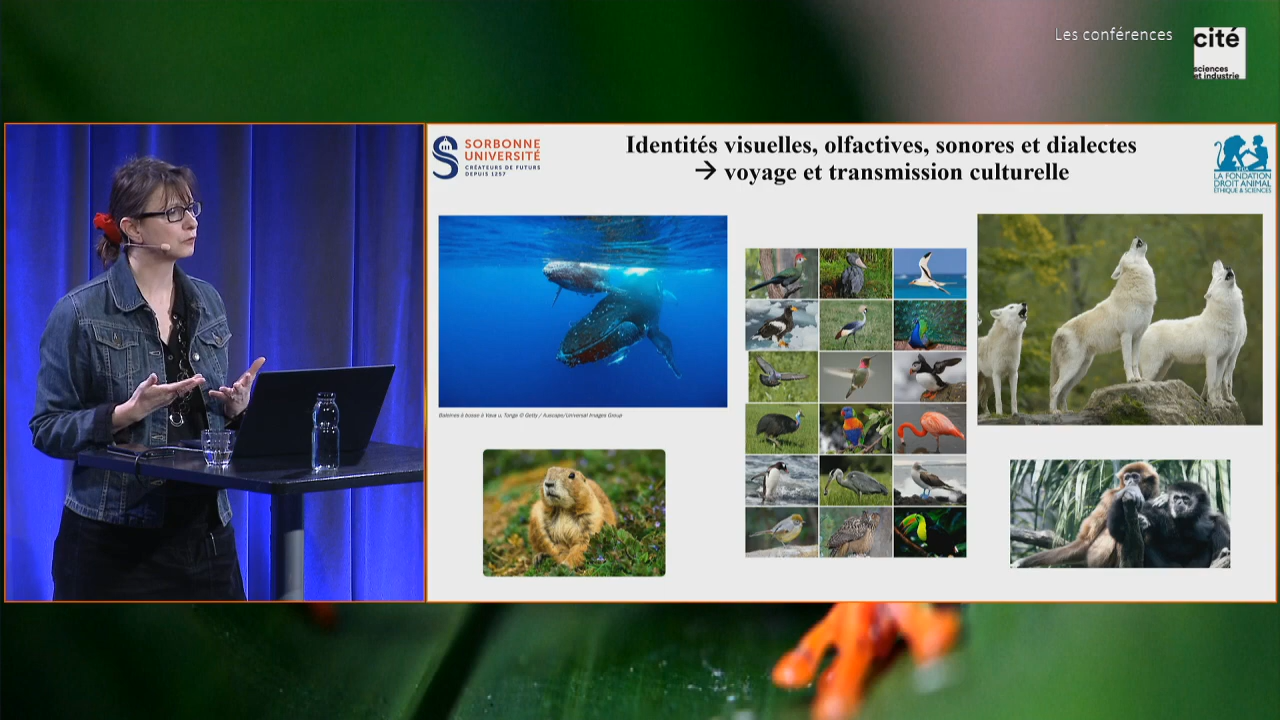 Les conférences
cité
sciences
et industrie
SORBONNE
UNIVERSITÉ
CRÉATEURS DE FUTURS
DEPUIS 1257
Identités visuelles, olfactives, sonores et dialectes
→ voyage et transmission culturelle
LA FONDATION
DROIT ANIMAL
ÉTHIQUE & SCIENCES
Baleines à bosse à Vava u, Tonga © Getty / Auscape/Universal Images Group